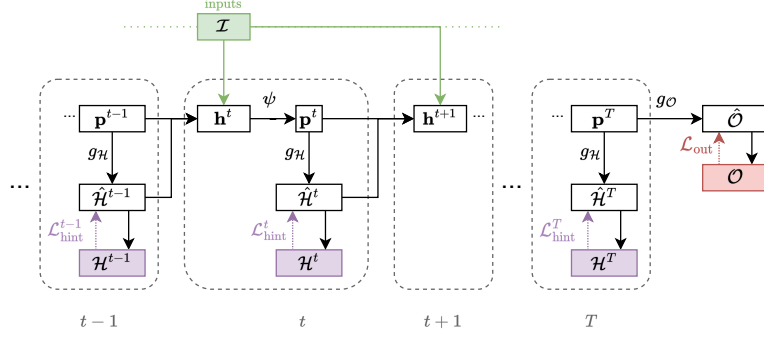 inputs
𝓘
··· 𝐩^{t−1} 𝐡^t ψ 𝐩^t 𝐡^{t+1} ··· ··· 𝐩^T g_𝒪 𝒪̂
g_ℋ g_ℋ g_ℋ ℒ_out
... ℋ̂^{t−1} ℋ̂^t ... ℋ̂^T 𝒪
ℒ_hint^{t−1} ℒ_hint^t ℒ_hint^T
ℋ^{t−1} ℋ^t ℋ^T
t − 1 t t + 1 T